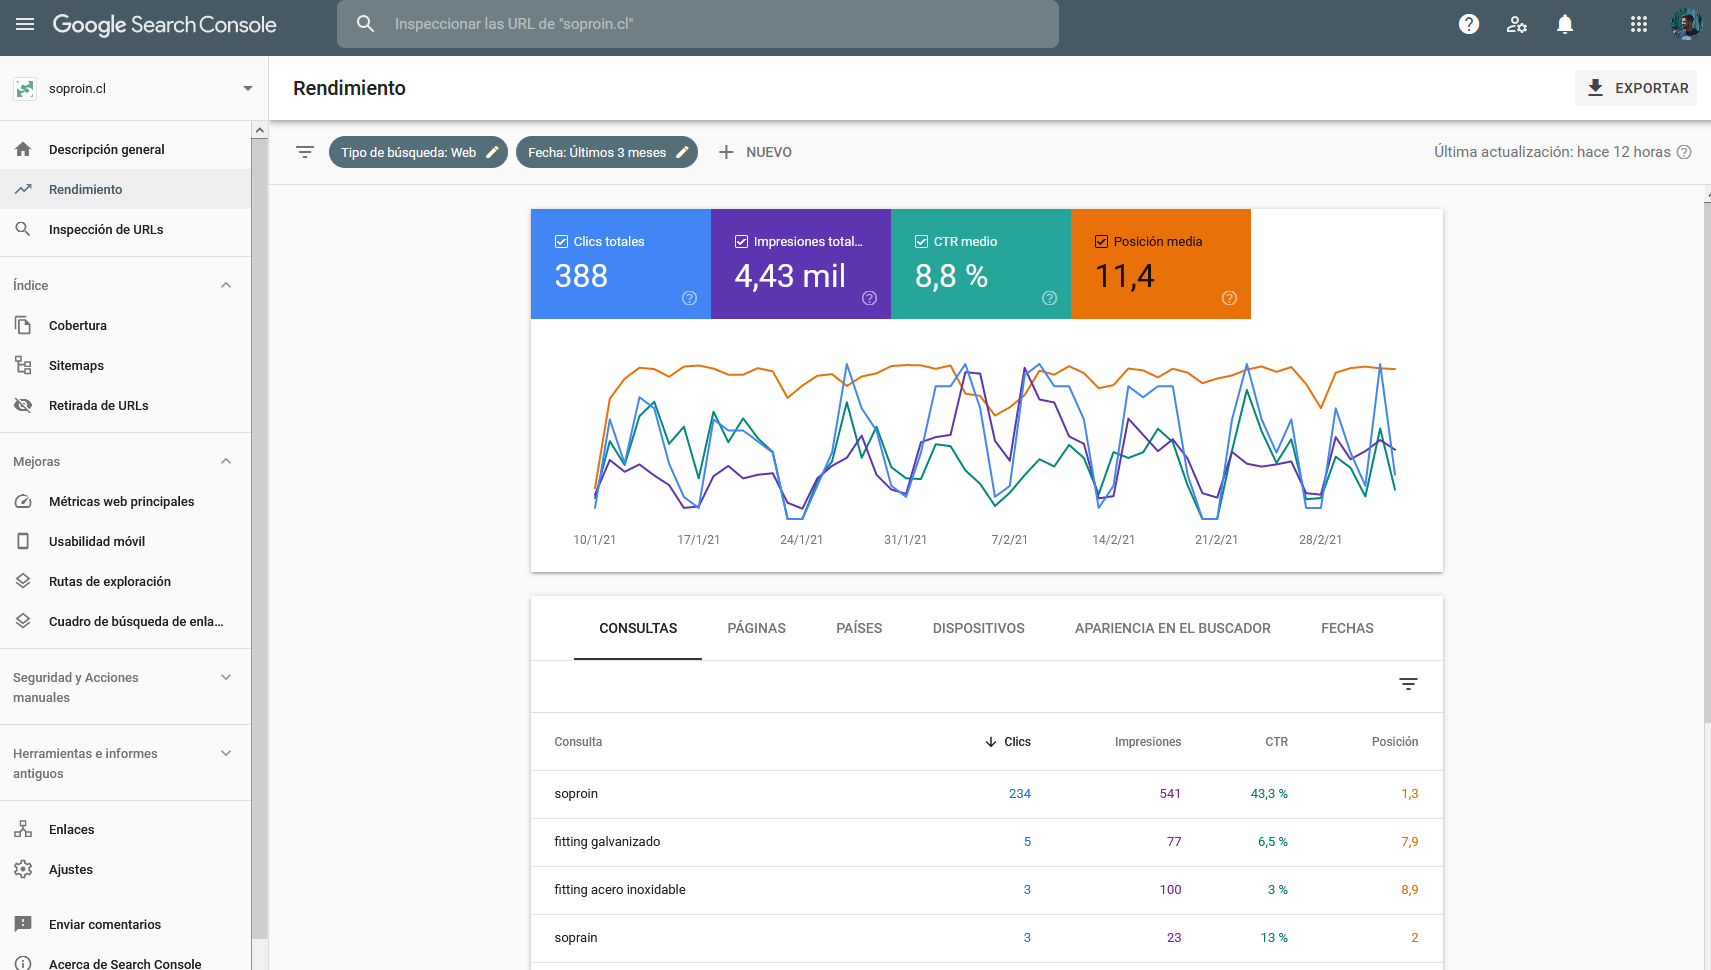 Google Search Console
Inspeccionar las URL de "soproin.cl"
soproin.cl
Rendimiento
EXPORTAR
Descripción general
Rendimiento
Inspección de URLs
Índice
Cobertura
Sitemaps
Retirada de URLs
Mejoras
Métricas web principales
Usabilidad móvil
Rutas de exploración
Cuadro de búsqueda de enla...
Seguridad y Acciones
manuales
Herramientas e informes
antiguos
Enlaces
Ajustes
Enviar comentarios
Acerca de Search Console
Tipo de búsqueda: Web
Fecha: Últimos 3 meses
NUEVO
Última actualización: hace 12 horas
Clics totales
388
Impresiones total...
4,43 mil
CTR medio
8,8 %
Posición media
11,4
10/1/21 17/1/21 24/1/21 31/1/21 7/2/21 14/2/21 21/2/21 28/2/21
CONSULTAS PÁGINAS PAÍSES DISPOSITIVOS APARIENCIA EN EL BUSCADOR FECHAS
Consulta Clics Impresiones CTR Posición
soproin 234 541 43,3 % 1,3
fitting galvanizado 5 77 6,5 % 7,9
fitting acero inoxidable 3 100 3 % 8,9
soprain 3 23 13 % 2